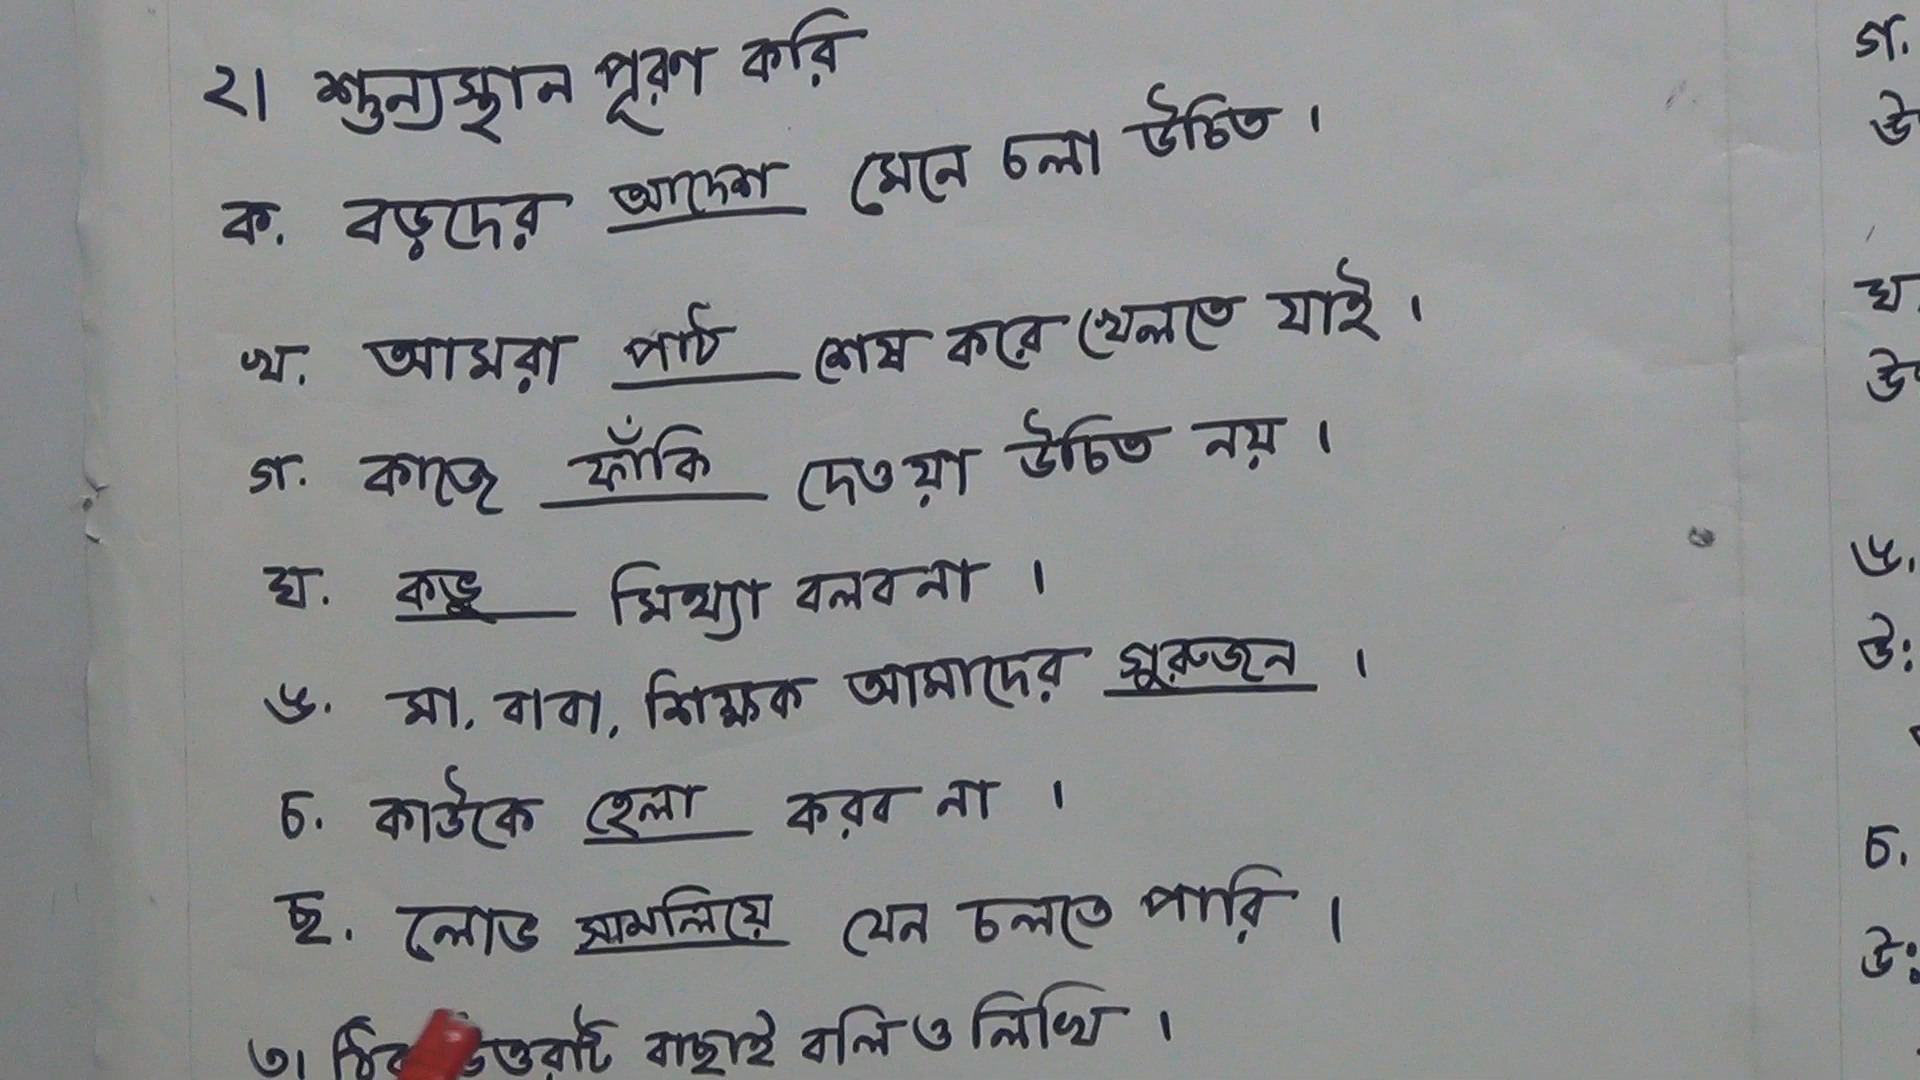 ২। শুন্যস্থান পূরণ করি
ক. বড়দের আদেশ মেনে চলা উচিত।
খ. আমরা পাঠ শেষ করে খেলতে যাই।
গ. কাজে ফাঁকি দেওয়া উচিত নয়।
ঘ. কভু মিথ্যা বলব না।
ঙ. মা, বাবা, শিক্ষক আমাদের গুরুজন।
চ. কাউকে হেলা করব না।
ছ. লোভ সামলিয়ে যেন চলতে পারি।
৩। উত্তরটি বাছাই বলি ও লিখি।
গ.
উ
ঘ.
উ
ঙ.
উ:
চ.
উ: